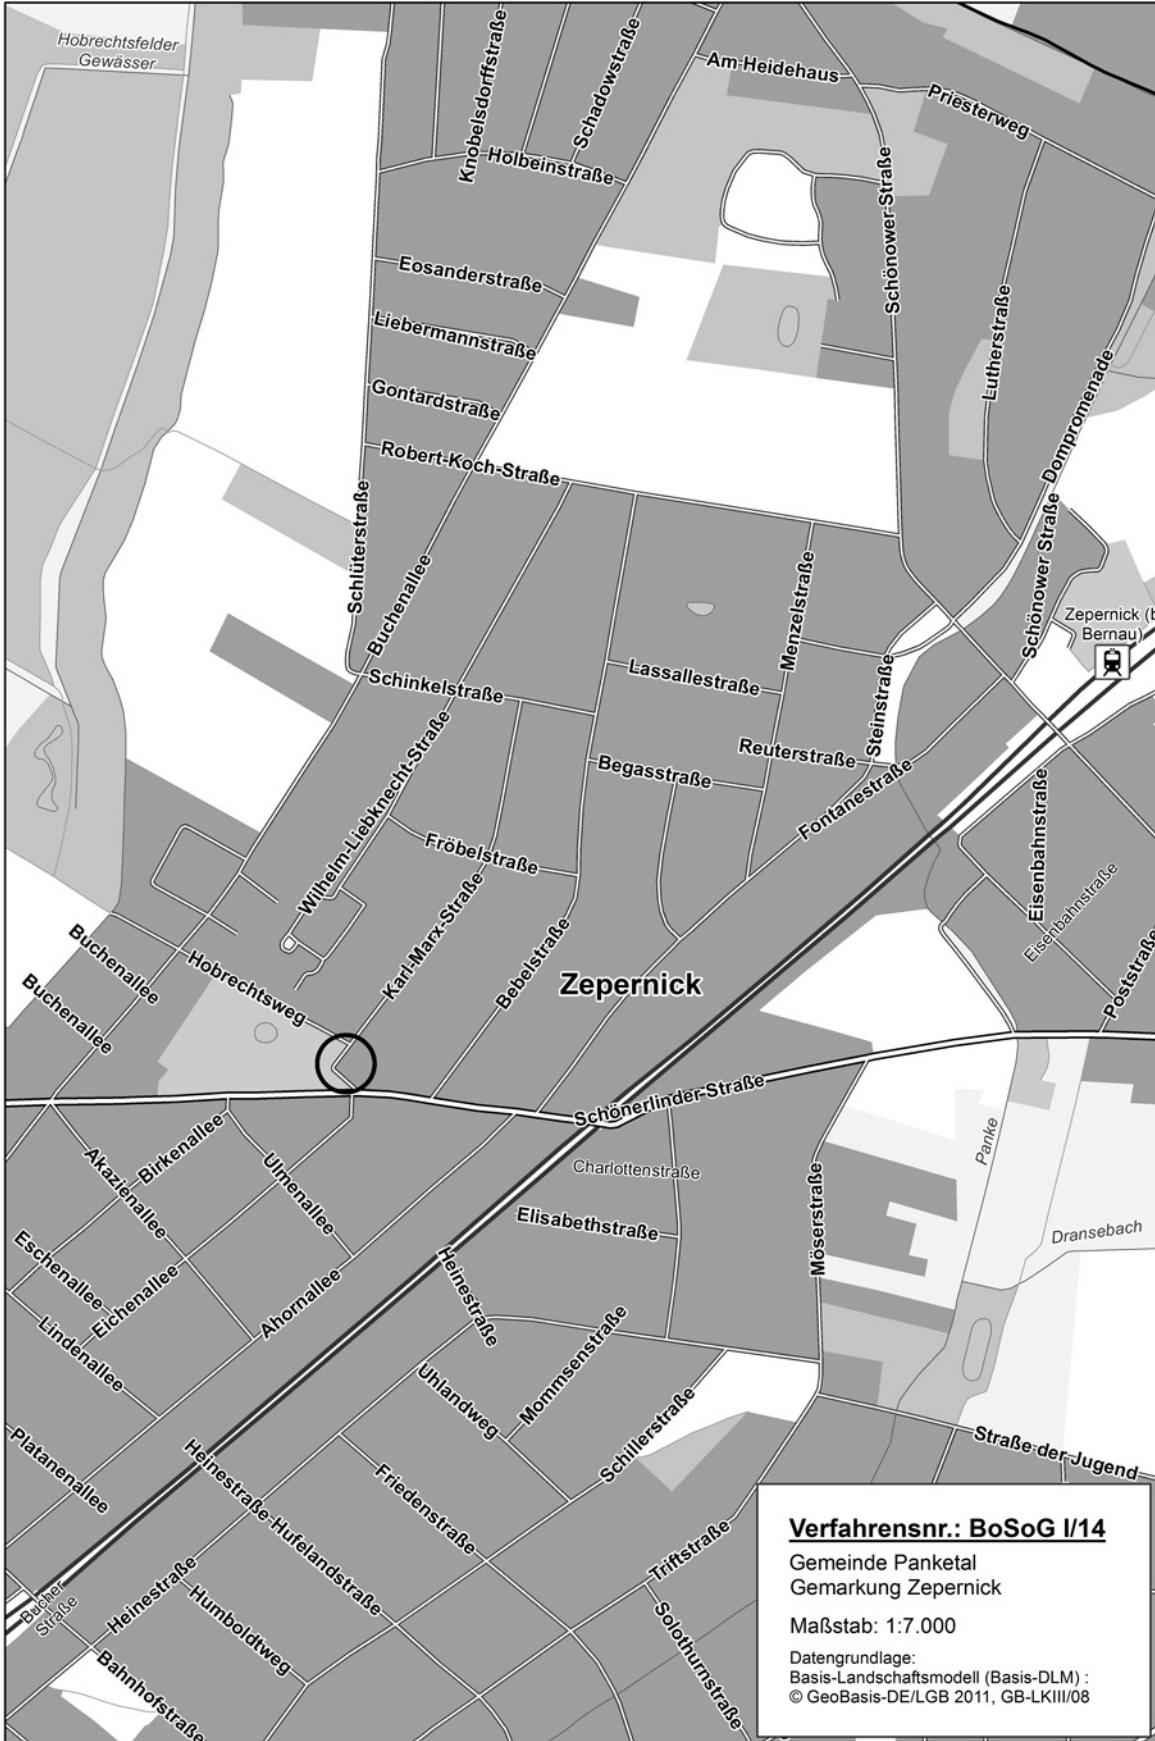 Hobrechtsfelder
Gewässer
Knobelsdorffstraße
Schadowstraße
Am Heidehaus
Priesterweg
Holbeinstraße
Schönower Straße
Eosanderstraße
Liebermannstraße
Lutherstraße
Gontardstraße
Dompromenade
Robert-Koch-Straße
Schlüterstraße
Buchenallee
Menzelstraße
Schönower Straße
Zepernick (b
Bernau)
Schinkelstraße
Lassallestraße
Steinstraße
Wilhelm-Liebknecht-Straße
Reuterstraße
Begasstraße
Fontanestraße
Eisenbahnstraße
Fröbelstraße
Eisenbahnstraße
Karl-Marx-Straße
Bebelstraße
Poststraße
Buchenallee
Hobrechtsweg
Zepernick
Buchenallee
Schönerlinder Straße
Akazienallee
Birkenallee
Ulmenallee
Charlottenstraße
Panke
Elisabethstraße
Möserstraße
Dransebach
Eschenallee
Eichenallee
Ahornallee
Heinestraße
Lindenallee
Mommsenstraße
Uhlandweg
Schillerstraße
Platanenallee
Heinestraße
Hufelandstraße
Friedenstraße
Straße der Jugend
Triftstraße
Bucher
Straße
Heinestraße
Humboldtweg
Solothurnstraße
Bahnhofstraße
Verfahrensnr.: BoSoG I/14
Gemeinde Panketal
Gemarkung Zepernick
Maßstab: 1:7.000
Datengrundlage:
Basis-Landschaftsmodell (Basis-DLM) :
© GeoBasis-DE/LGB 2011, GB-LKIII/08